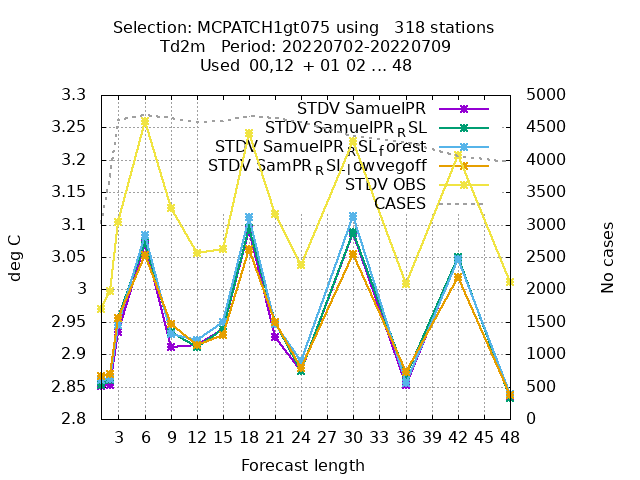 Selection: MCPATCH1gt075 using   318 stations
Td2m   Period: 20220702-20220709
Used  00,12  + 01 02 ... 48
3.3
3.25
3.2
3.15
3.1
3.05
3
2.95
2.9
2.85
2.8
5000
4500
4000
3500
3000
2500
2000
1500
1000
500
0
STDV SamuelPR
STDV SamuelPR_RSL
STDV SamuelPR_RSL_forest
STDV SamPR_RSL_lowvegoff
STDV OBS
CASES
deg C
No cases
3 6 9 12 15 18 21 24 27 30 33 36 39 42 45 48
Forecast length